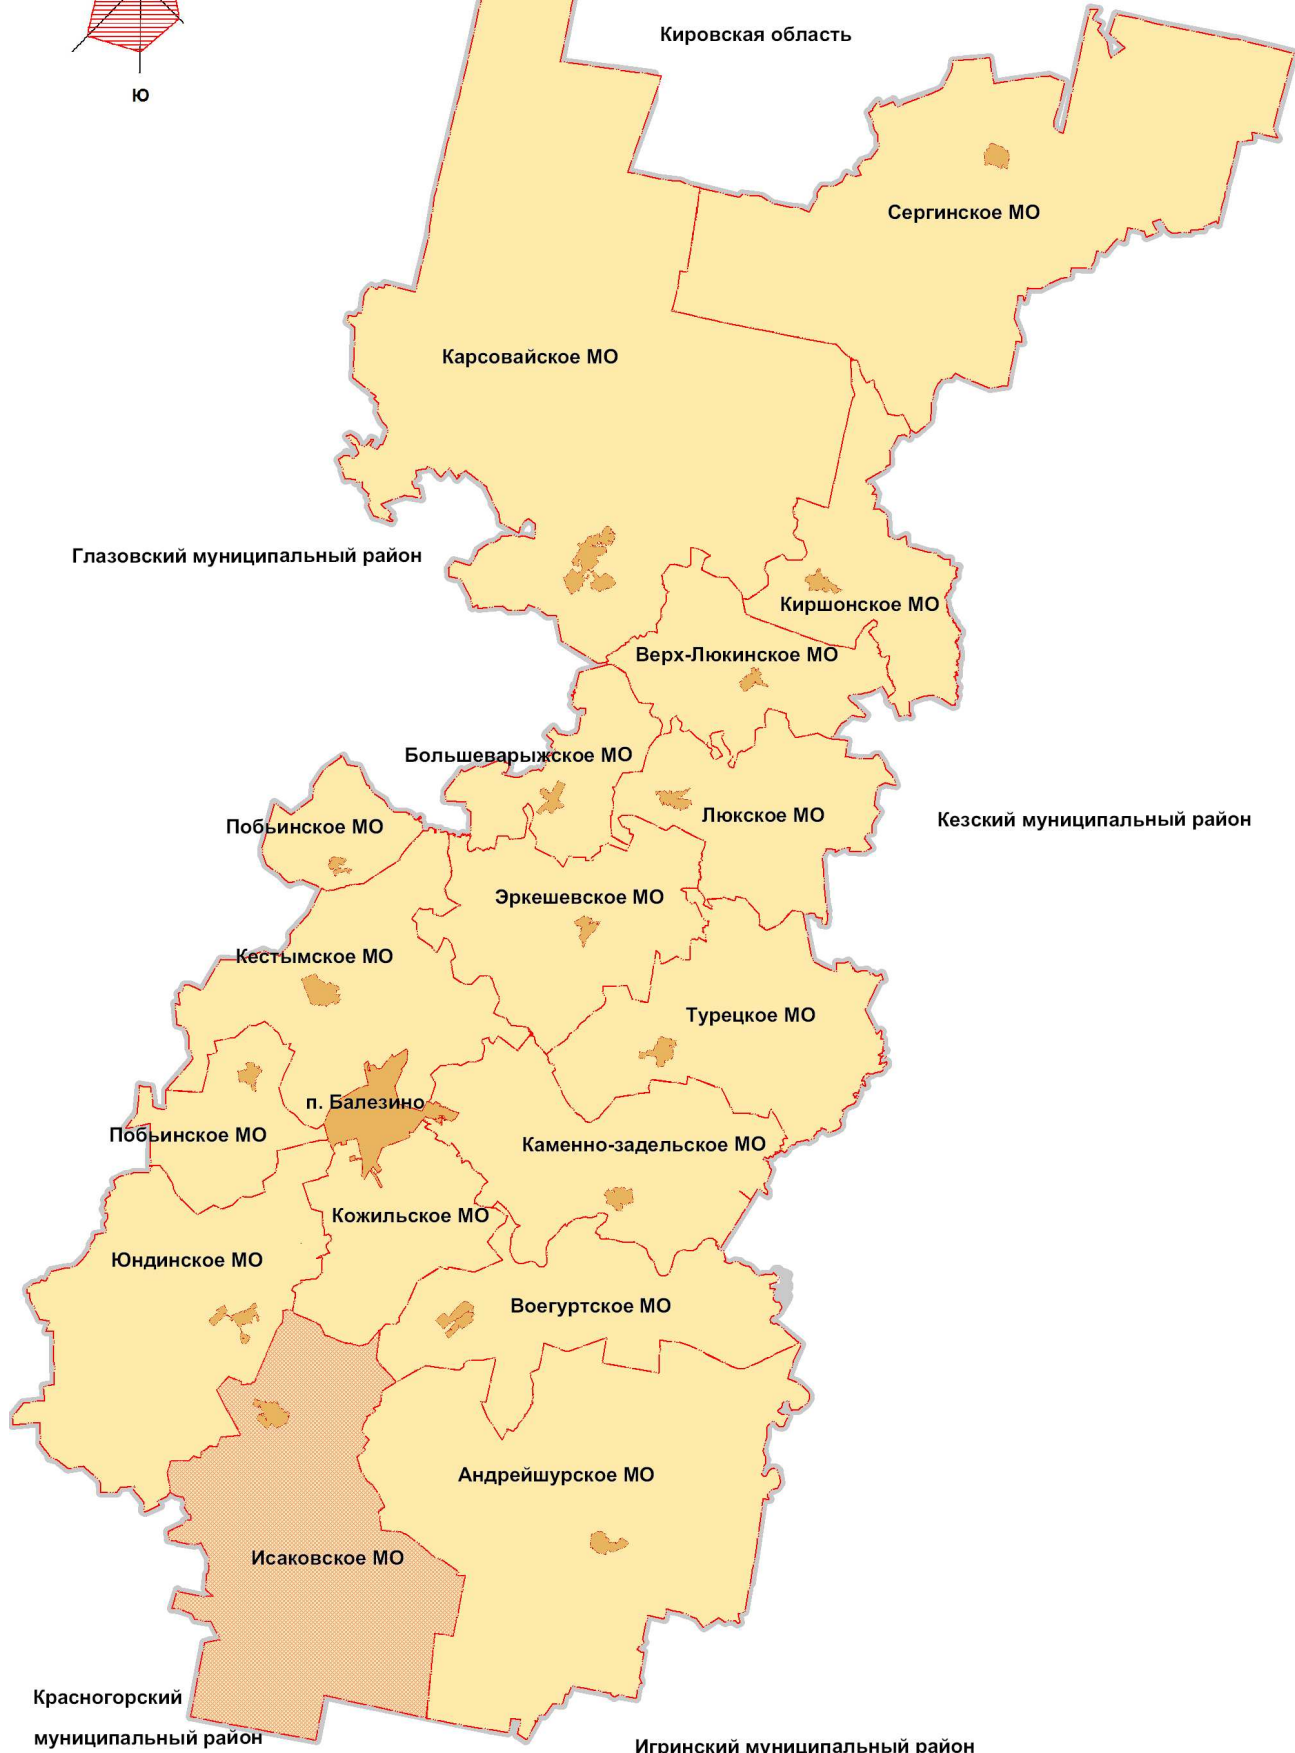 Кировская область
Ю
Сергинское МО
Карсовайское МО
Глазовский муниципальный район
Киршонское МО
Верх-Люкинское МО
Большеварыжское МО
Люкское МО
Кезский муниципальный район
Побьинское МО
Эркешевское МО
Кестымское МО
Турецкое МО
п. Балезино
Побьинское МО
Каменно-задельское МО
Кожильское МО
Юндинское МО
Воегуртское МО
Андрейшурское МО
Исаковское МО
Красногорский
муниципальный район
Игринский муниципальный район